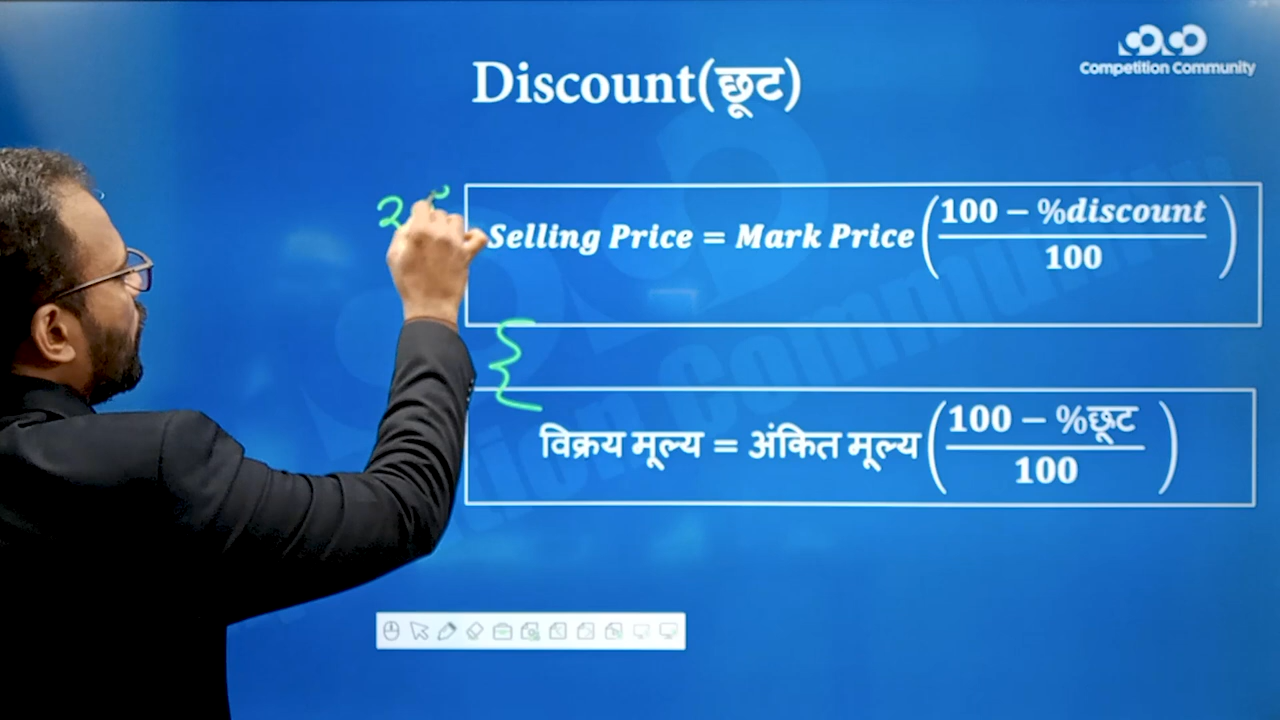 Competition Community
Discount(छूट)
Selling Price = Mark Price (100 − %discount / 100)
विक्रय मूल्य = अंकित मूल्य (100 − %छूट / 100)